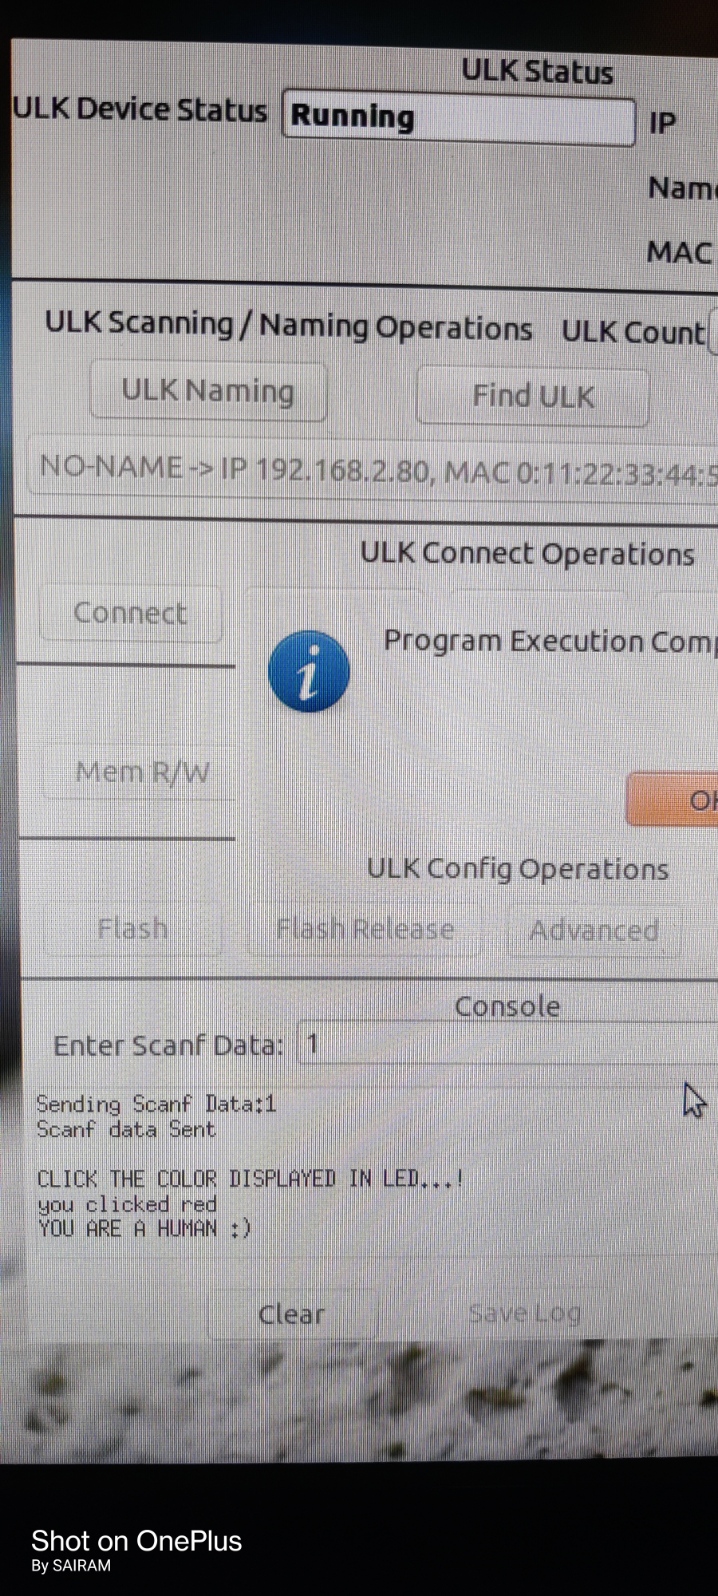 ULK Status
ULK Device Status Running IP
MAC
ULK Scanning / Naming Operations ULK Count
ULK Naming Find ULK
NO-NAME -> IP 192.168.2.80, MAC 0:11:22:33:44:5
ULK Connect Operations
Connect
Program Execution
Mem R/W
ULK Config Operations
Flash Flash Release Advanced
Console
Enter Scanf Data: 1
Sending Scanf Data:1
Scanf data Sent
CLICK THE COLOR DISPLAYED IN LED...!
you clicked red
YOU ARE A HUMAN :)
Clear Save Log
Shot on OnePlus
By SAIRAM